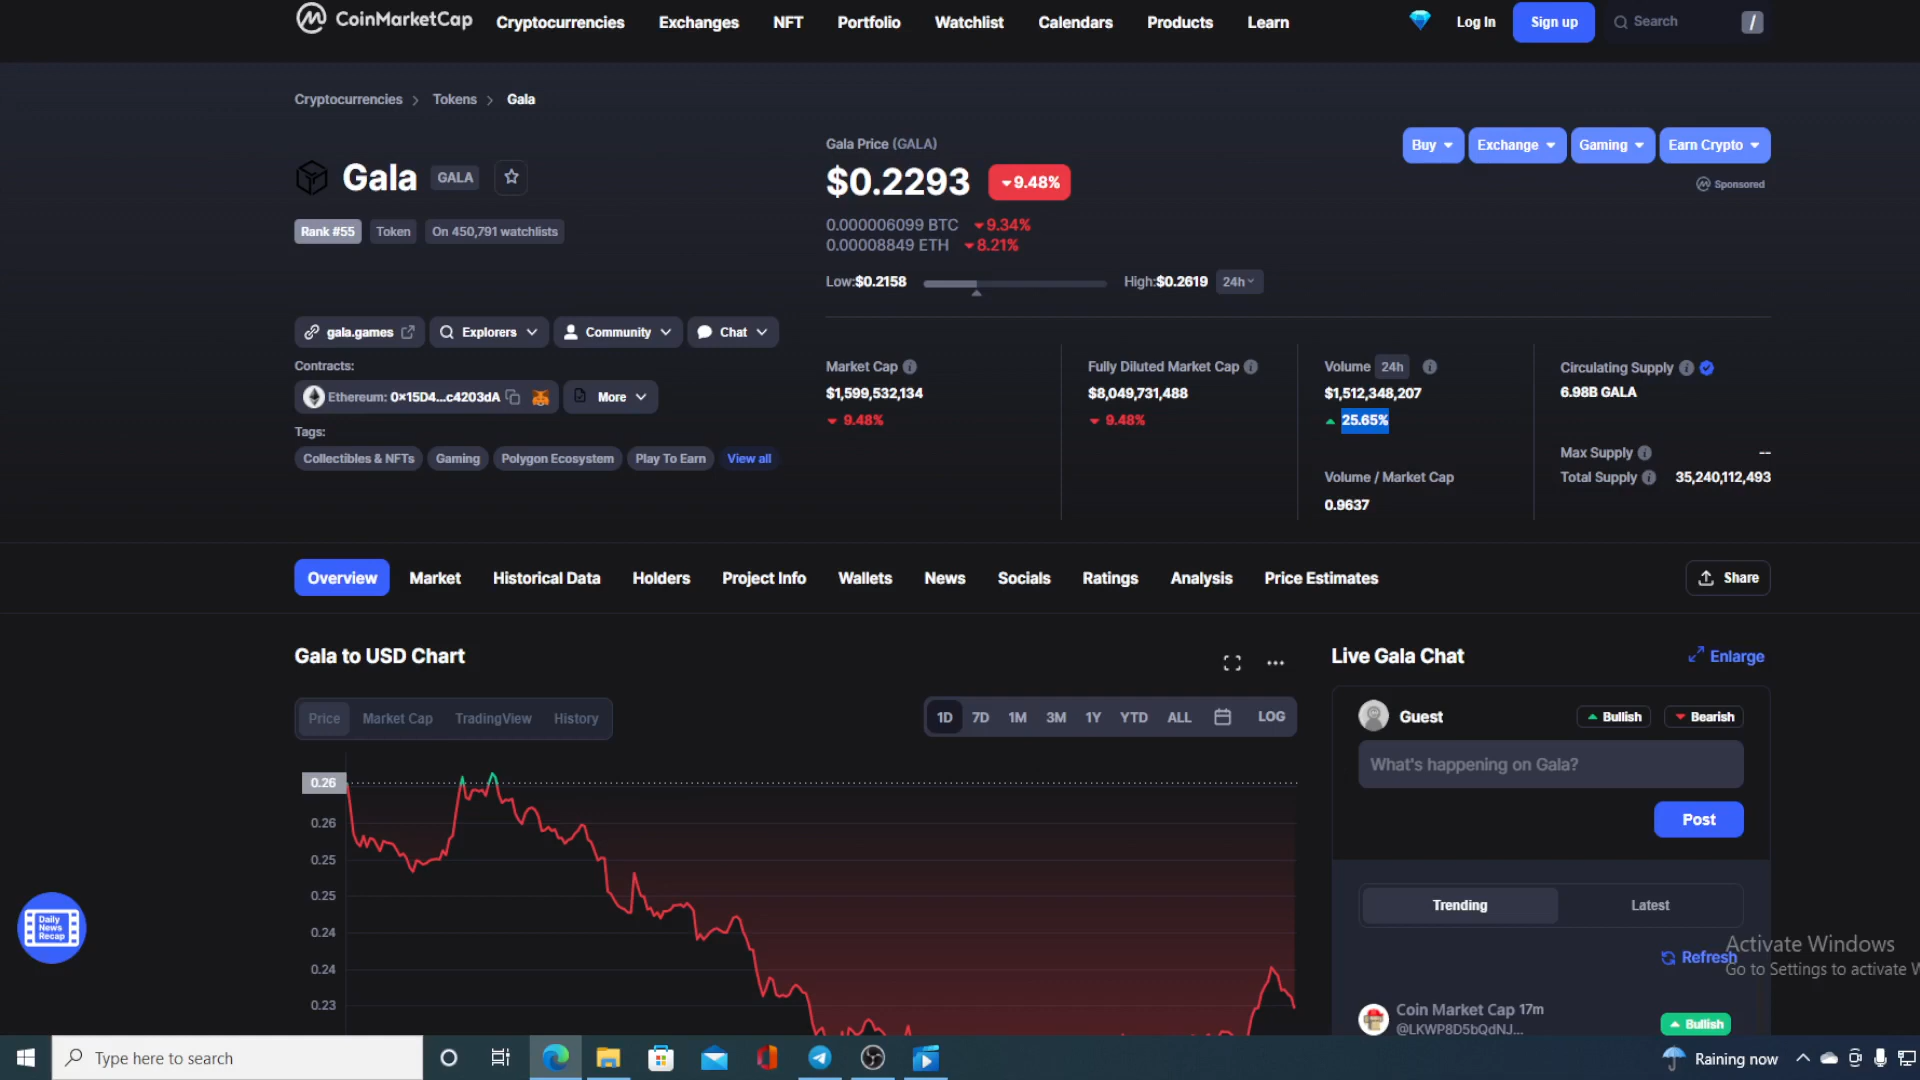 CoinMarketCap Cryptocurrencies Exchanges NFT Portfolio Watchlist Calendars Products Learn Log In Sign up Search /
Cryptocurrencies > Tokens > Gala
Gala GALA
Rank #55 Token On 450,791 watchlists
gala.games Explorers Community Chat
Contracts:
Ethereum: 0x15D4...c4203dA More
Tags:
Collectibles & NFTs Gaming Polygon Ecosystem Play To Earn View all
Gala Price (GALA)
$0.2293 9.48%
0.000006099 BTC 9.34%
0.00008849 ETH 8.21%
Low:$0.2158 High:$0.2619 24h
Buy Exchange Gaming Earn Crypto
Sponsored
Market Cap
$1,599,532,134
9.48%
Fully Diluted Market Cap
$8,049,731,488
9.48%
Volume 24h
$1,512,348,207
25.65%
Volume / Market Cap
0.9637
Circulating Supply
6.98B GALA
Max Supply --
Total Supply 35,240,112,493
Overview Market Historical Data Holders Project Info Wallets News Socials Ratings Analysis Price Estimates Share
Gala to USD Chart
Price Market Cap TradingView History 1D 7D 1M 3M 1Y YTD ALL LOG
0.26
0.26
0.25
0.25
0.24
0.24
0.23
Daily
News
Recap
Live Gala Chat Enlarge
Guest Bullish Bearish
What's happening on Gala?
Post
Trending Latest
Refresh
Coin Market Cap 17m
@LKWP8D5bQdNJ...
Bullish
Activate Windows
Go to Settings to activate W
Type here to search Raining now